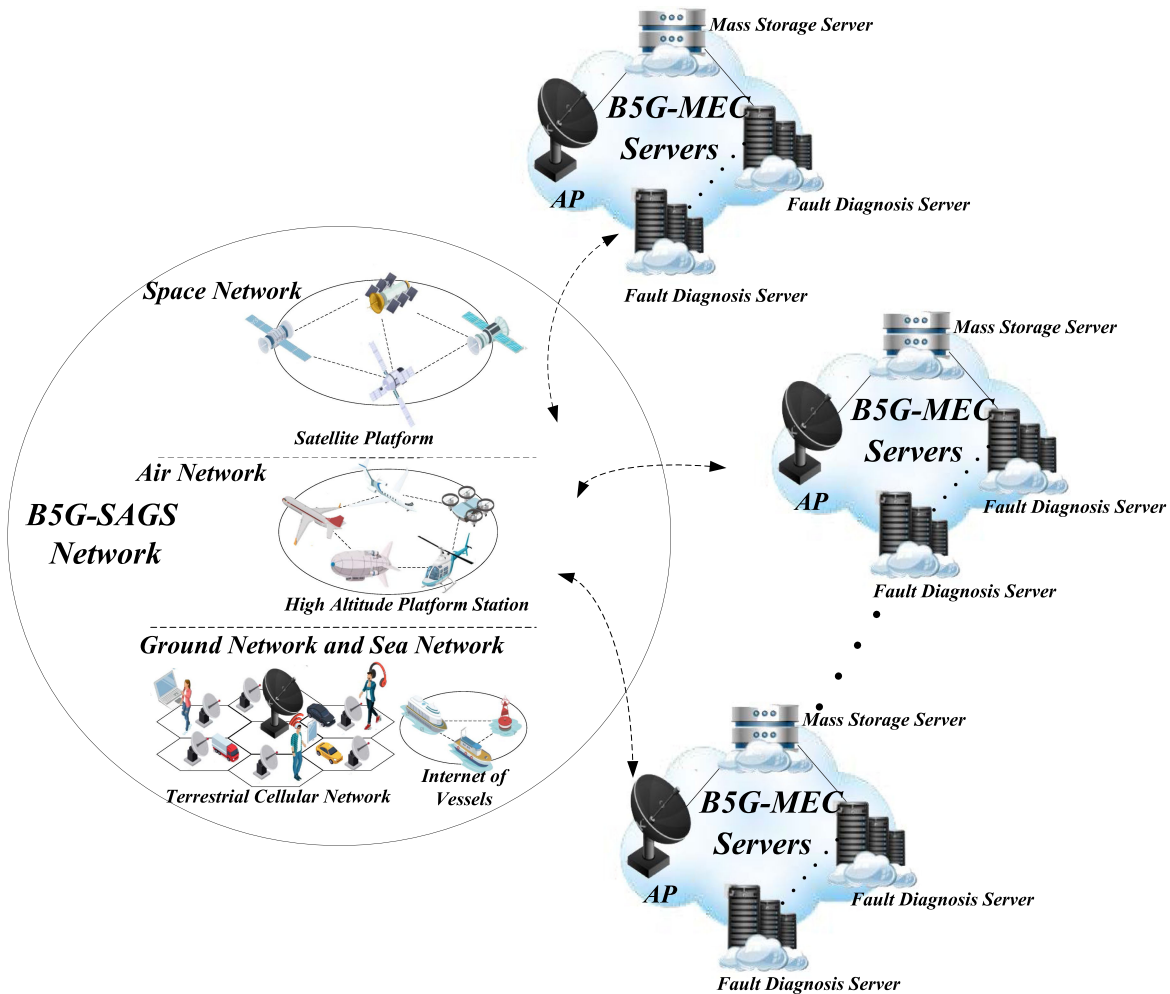 Mass Storage Server
B5G-MEC
Servers
AP
Fault Diagnosis Server
Fault Diagnosis Server
Space Network
Satellite Platform
Air Network
B5G-SAGS
Network
High Altitude Platform Station
Ground Network and Sea Network
Terrestrial Cellular Network
Internet of
Vessels
Mass Storage Server
B5G-MEC
Servers
AP
Fault Diagnosis Server
Fault Diagnosis Server
Mass Storage Server
B5G-MEC
Servers
AP
Fault Diagnosis Server
Fault Diagnosis Server